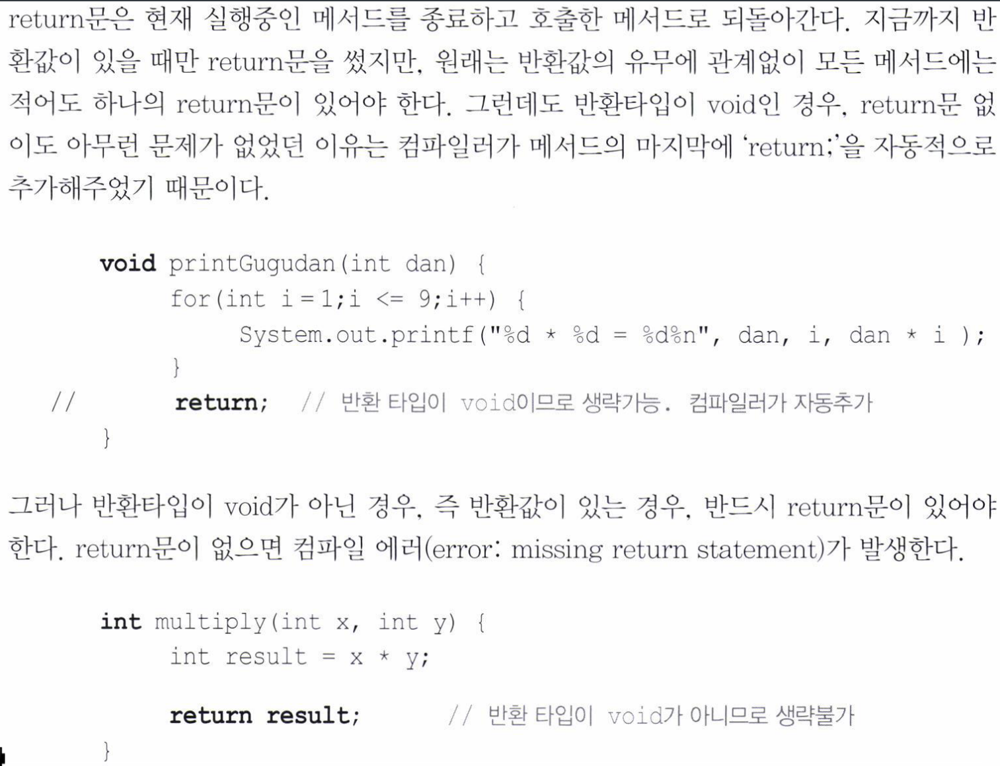 return문은 현재 실행중인 메서드를 종료하고 호출한 메서드로 되돌아간다. 지금까지 반
환값이 있을 때만 return문을 썼지만, 원래는 반환값의 유무에 관계없이 모든 메서드에는
적어도 하나의 return문이 있어야 한다. 그런데도 반환타입이 void인 경우, return문 없
이도 아무런 문제가 없었던 이유는 컴파일러가 메서드의 마지막에 ‘return;’을 자동적으로
추가해주었기 때문이다.
void printGugudan(int dan) {
for(int i=1;i <= 9;i++) {
System.out.printf("%d * %d = %d%n", dan, i, dan * i );
}
// return; // 반환 타입이 void이므로 생략가능. 컴파일러가 자동추가
}
그러나 반환타입이 void가 아닌 경우, 즉 반환값이 있는 경우, 반드시 return문이 있어야
한다. return문이 없으면 컴파일 에러(error: missing return statement)가 발생한다.
int multiply(int x, int y) {
int result = x * y;
return result; // 반환 타입이 void가 아니므로 생략불가
}